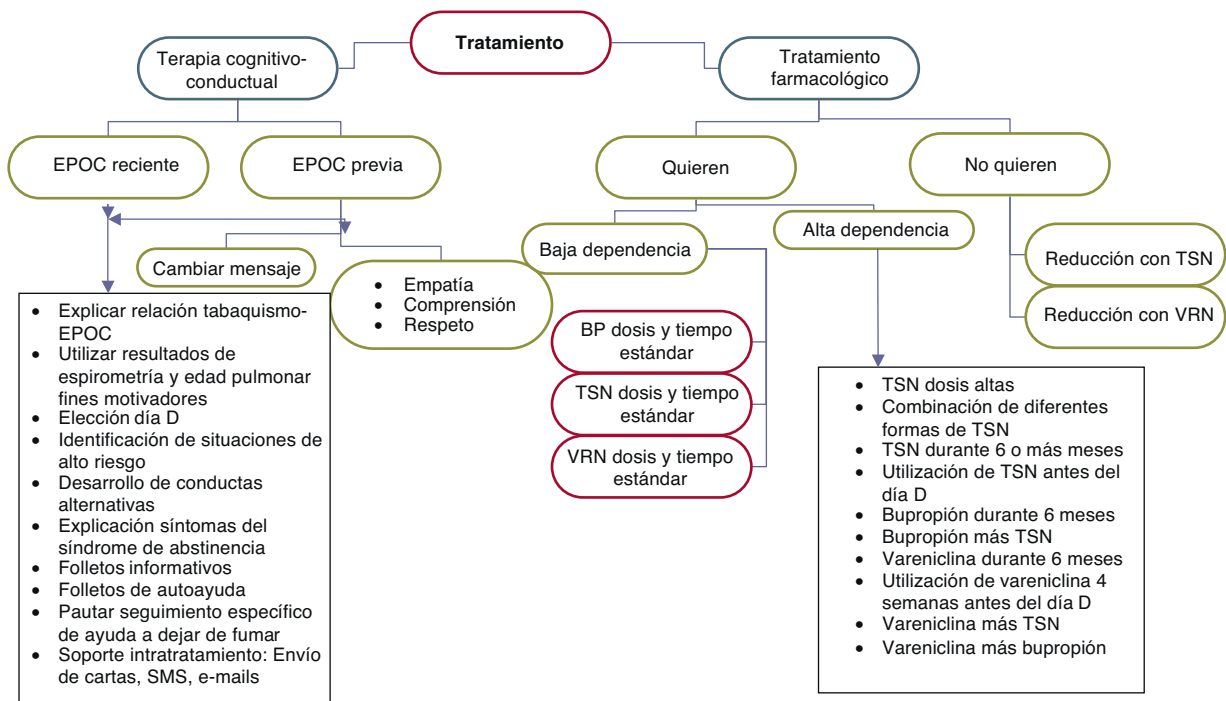 Tratamiento
Terapia cognitivo-
conductual
Tratamiento
farmacológico
EPOC reciente
EPOC previa
Quieren
No quieren
Cambiar mensaje
• Empatía
• Comprensión
• Respeto
Baja dependencia
Alta dependencia
Reducción con TSN
Reducción con VRN
• Explicar relación tabaquismo-
EPOC
• Utilizar resultados de
espirometría y edad pulmonar
fines motivadores
• Elección día D
• Identificación de situaciones de
alto riesgo
• Desarrollo de conductas
alternativas
• Explicación síntomas del
síndrome de abstinencia
• Folletos informativos
• Folletos de autoayuda
• Pautar seguimiento específico
de ayuda a dejar de fumar
• Soporte intratratamiento: Envío
de cartas, SMS, e-mails
BP dosis y tiempo
estándar
TSN dosis y tiempo
estándar
VRN dosis y tiempo
estándar
• TSN dosis altas
• Combinación de diferentes
formas de TSN
• TSN durante 6 o más meses
• Utilización de TSN antes del
día D
• Bupropión durante 6 meses
• Bupropión más TSN
• Vareniclina durante 6 meses
• Utilización de vareniclina 4
semanas antes del día D
• Vareniclina más TSN
• Vareniclina más bupropión